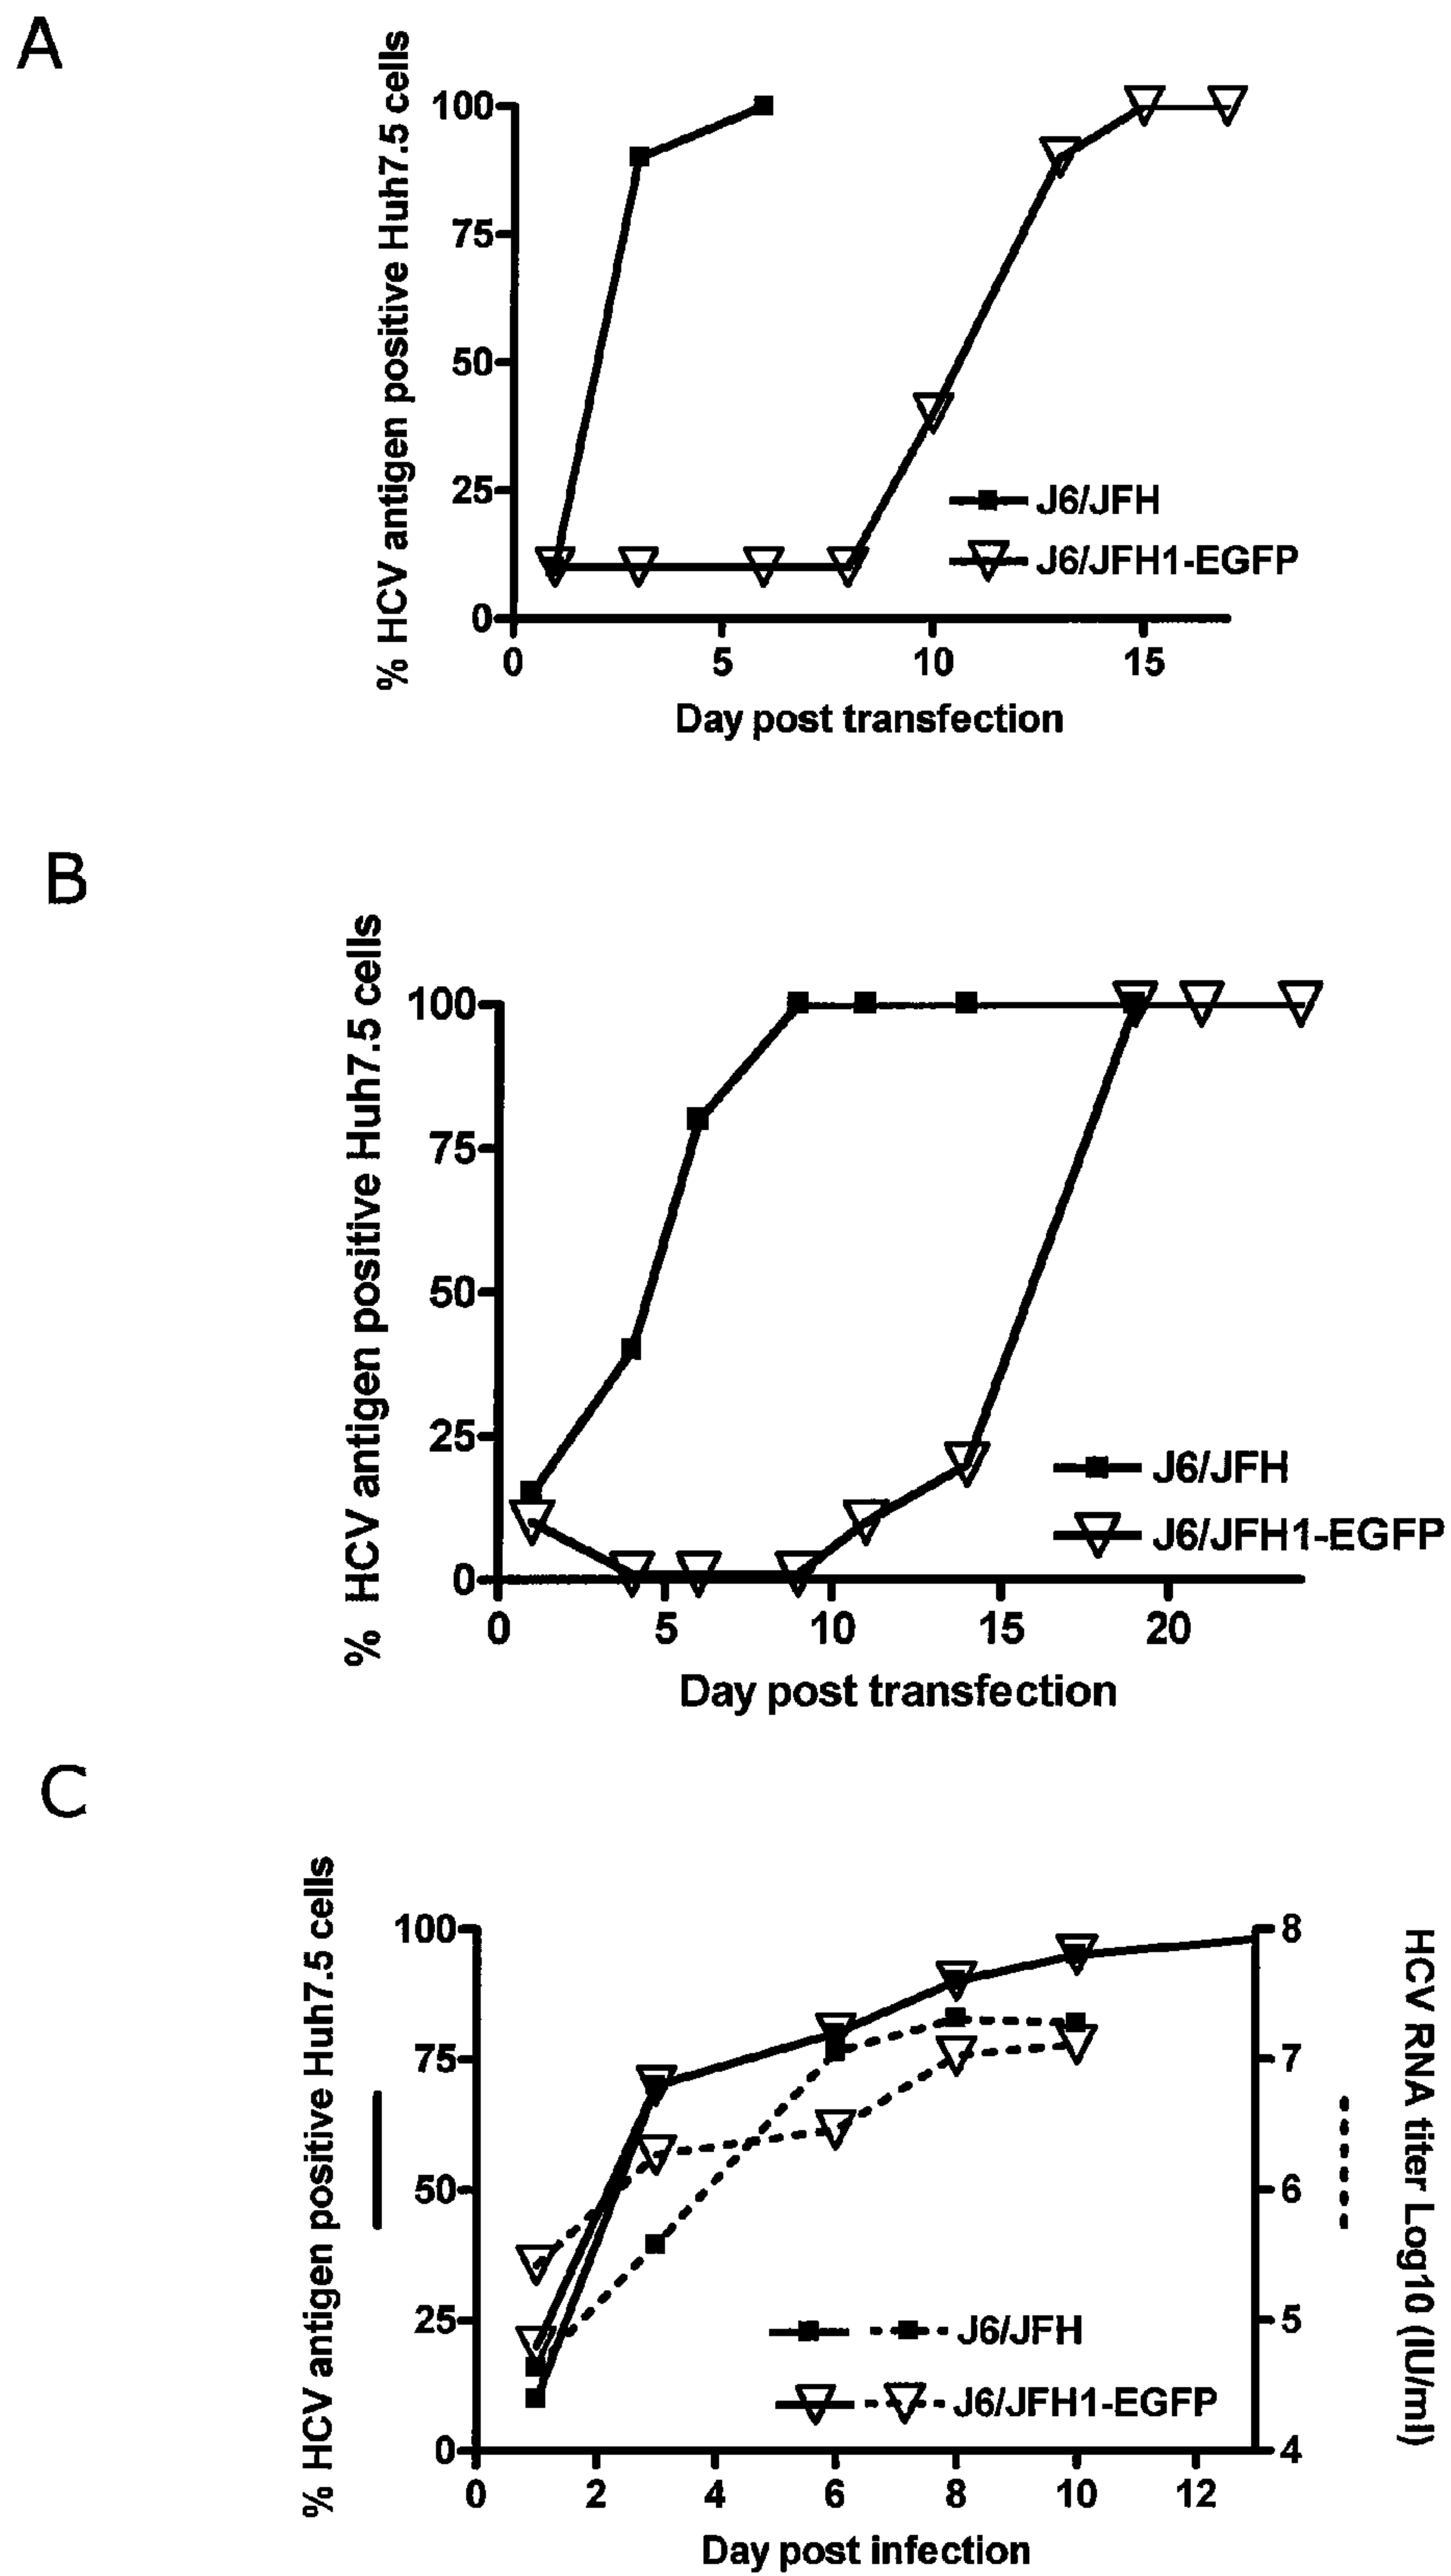 A
% HCV antigen positive Huh7.5 cells
100
75
50
25
0
0 5 10 15
J6/JFH
J6/JFH1-EGFP
Day post transfection
B
% HCV antigen positive Huh7.5 cells
100
75
50
25
0
0 5 10 15 20
J6/JFH
J6/JFH1-EGFP
Day post transfection
C
% HCV antigen positive Huh7.5 cells
100
75
50
25
0
8
7
6
5
4
HCV RNA titer Log10 (IU/ml)
J6/JFH
J6/JFH1-EGFP
0 2 4 6 8 10 12
Day post infection